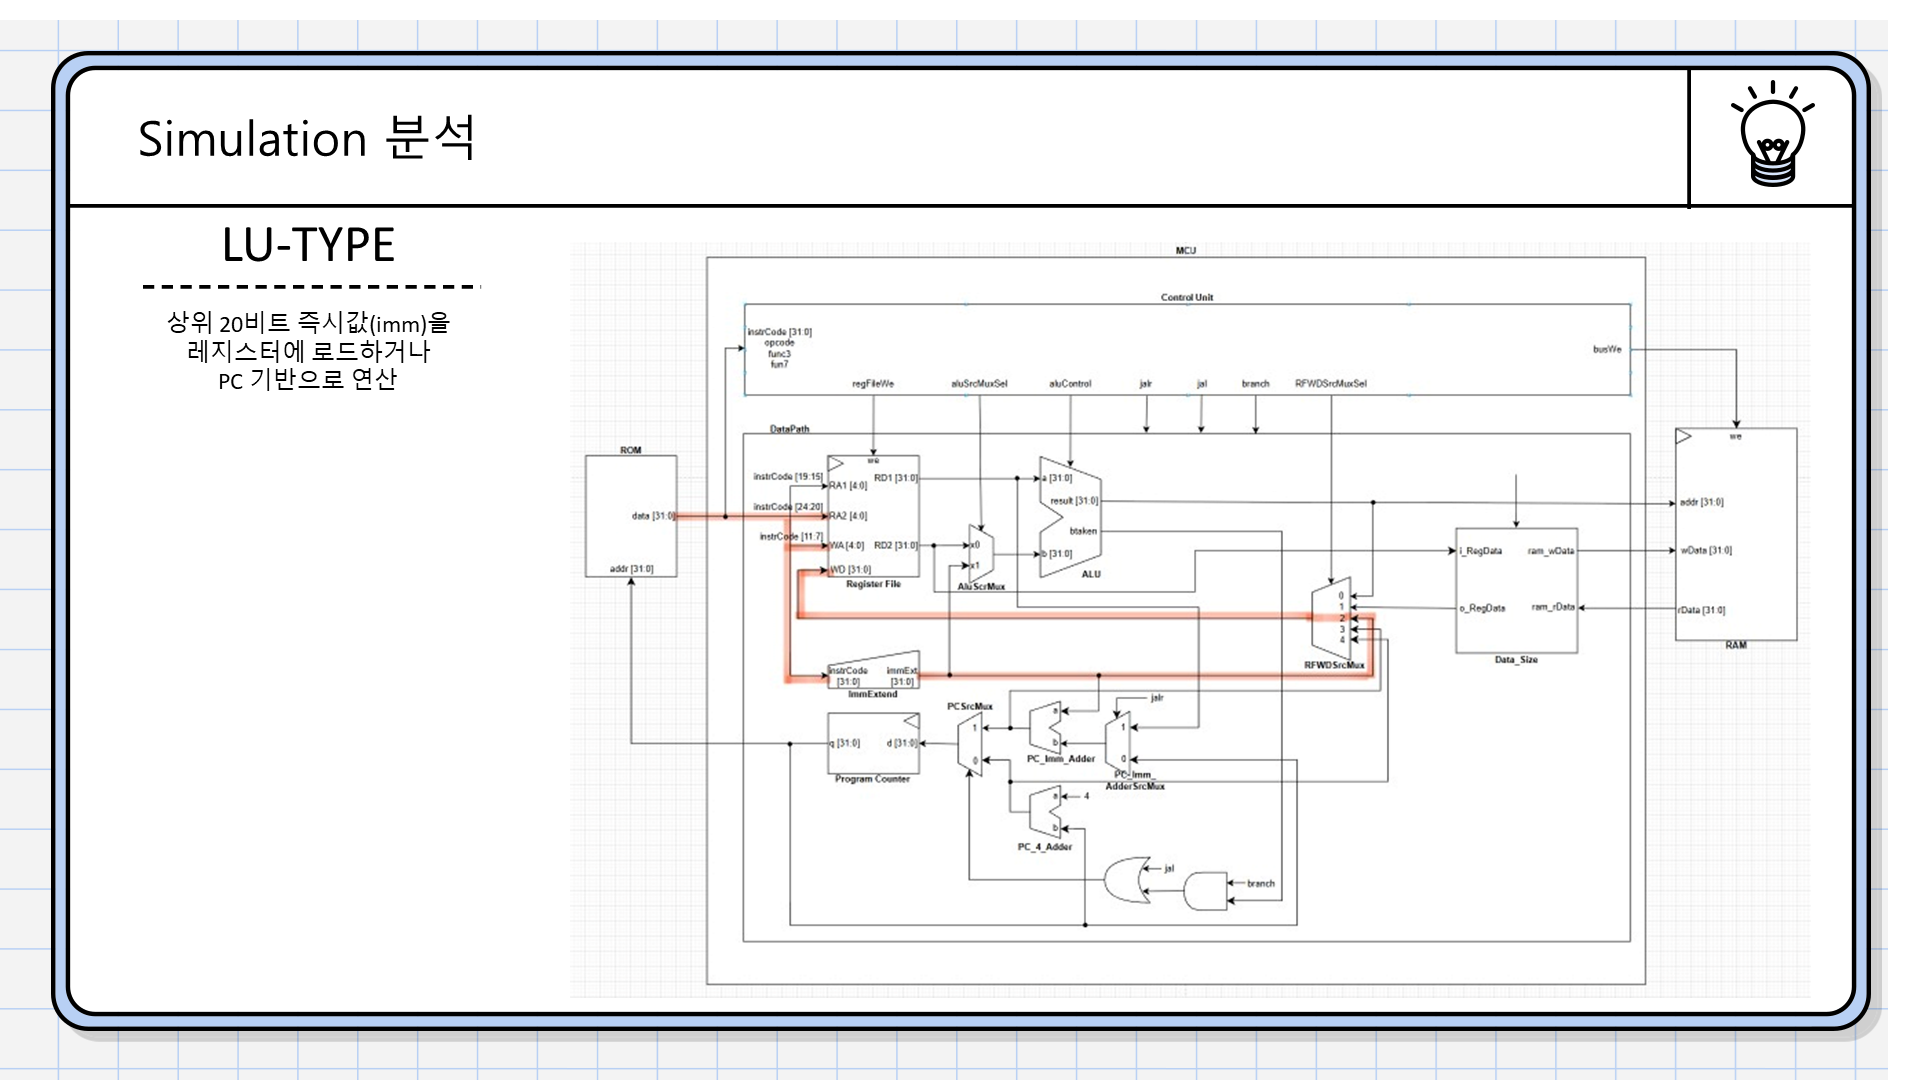 Simulation 분석
LU-TYPE
상위 20비트 즉시값(imm)을
레지스터에 로드하거나
PC 기반으로 연산
MCU
Control Unit
instrCode [31:0]
opcode
func3
fun7
busWe
regFileWe
aluSrcMuxSel
aluControl
jalr
jal
branch
RFWDSrcMuxSel
DataPath
ROM
data [31:0]
addr [31:0]
instrCode [19:15]
instrCode [24:20]
instrCode [11:7]
we
RA1 [4:0]
RD1 [31:0]
RA2 [4:0]
WA [4:0]
RD2 [31:0]
WD [31:0]
Register File
x0
x1
AluScrMux
a [31:0]
result [31:0]
btaken
b [31:0]
ALU
0
1
2
3
4
RFWDSrcMux
i_RegData
ram_wData
o_RegData
ram_rData
Data_Size
we
addr [31:0]
wData [31:0]
rData [31:0]
RAM
instrCode
[31:0]
immExt
[31:0]
ImmExtend
PCSrcMux
1
0
q [31:0]
d [31:0]
Program Counter
a
b
PC_Imm_Adder
jalr
1
0
PC_Imm_
AdderSrcMux
a
4
b
PC_4_Adder
jal
branch